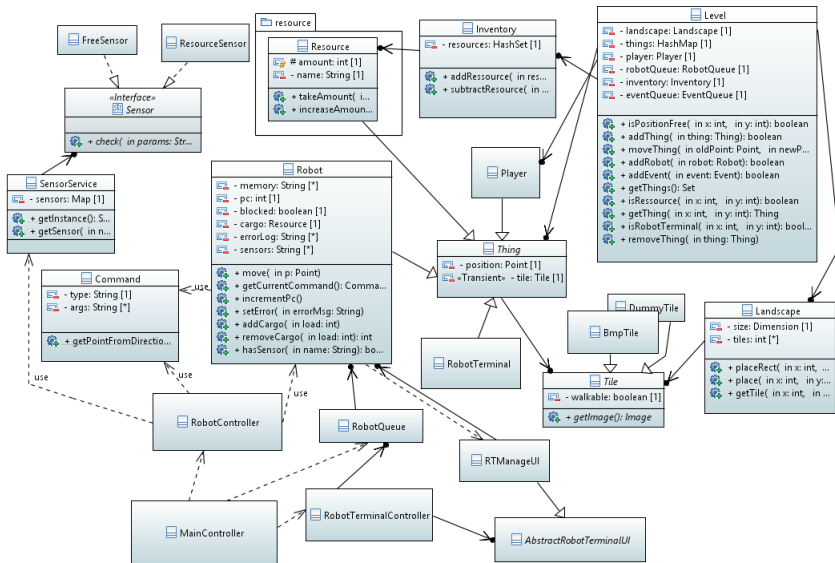 FreeSensor
ResourceSensor
«Interface»
Sensor
+ check( in params: Str...
SensorService
- sensors: Map [1]
+ getInstance(): S...
+ getSensor( in n...
Command
- type: String [1]
- args: String [*]
+ getPointFromDirectio...
use
use
use
resource
Resource
# amount: int [1]
- name: String [1]
+ takeAmount( i...
+ increaseAmoun...
Inventory
- resources: HashSet [1]
+ addRessource( in res...
+ subtractResource( in ...
Level
- landscape: Landscape [1]
- things: HashMap [1]
- player: Player [1]
- robotQueue: RobotQueue [1]
- inventory: Inventory [1]
- eventQueue: EventQueue [1]
+ isPositionFree( in x: int, in y: int): boolean
+ addThing( in thing: Thing): boolean
+ moveThing( in oldPoint: Point, in newP...
+ addRobot( in robot: Robot): boolean
+ addEvent( in event: Event): boolean
+ getThings(): Set
+ isRessource( in x: int, in y: int): boolean
+ getThing( in x: int, in y: int): Thing
+ isRobotTerminal( in x: int, in y: int): bool...
+ removeThing( in thing: Thing)
Robot
- memory: String [*]
- pc: int [1]
- blocked: boolean [1]
- cargo: Resource [1]
- errorLog: String [*]
- sensors: String [*]
+ move( in p: Point)
+ getCurrentCommand(): Comma...
+ incrementPc()
+ setError( in errorMsg: String)
+ addCargo( in load: int)
+ removeCargo( in load: int): int
+ hasSensor( in name: String): bo...
Player
Thing
- position: Point [1]
«Transient» - tile: Tile [1]
RobotTerminal
DummyTile
BmpTile
Tile
- walkable: boolean [1]
+ getImage(): Image
Landscape
- size: Dimension [1]
- tiles: int [*]
+ placeRect( in x: int, ...
+ place( in x: int, in y:...
+ getTile( in x: int, in ...
RobotController
RobotQueue
RTManageUI
MainController
RobotTerminalController
AbstractRobotTerminalUI